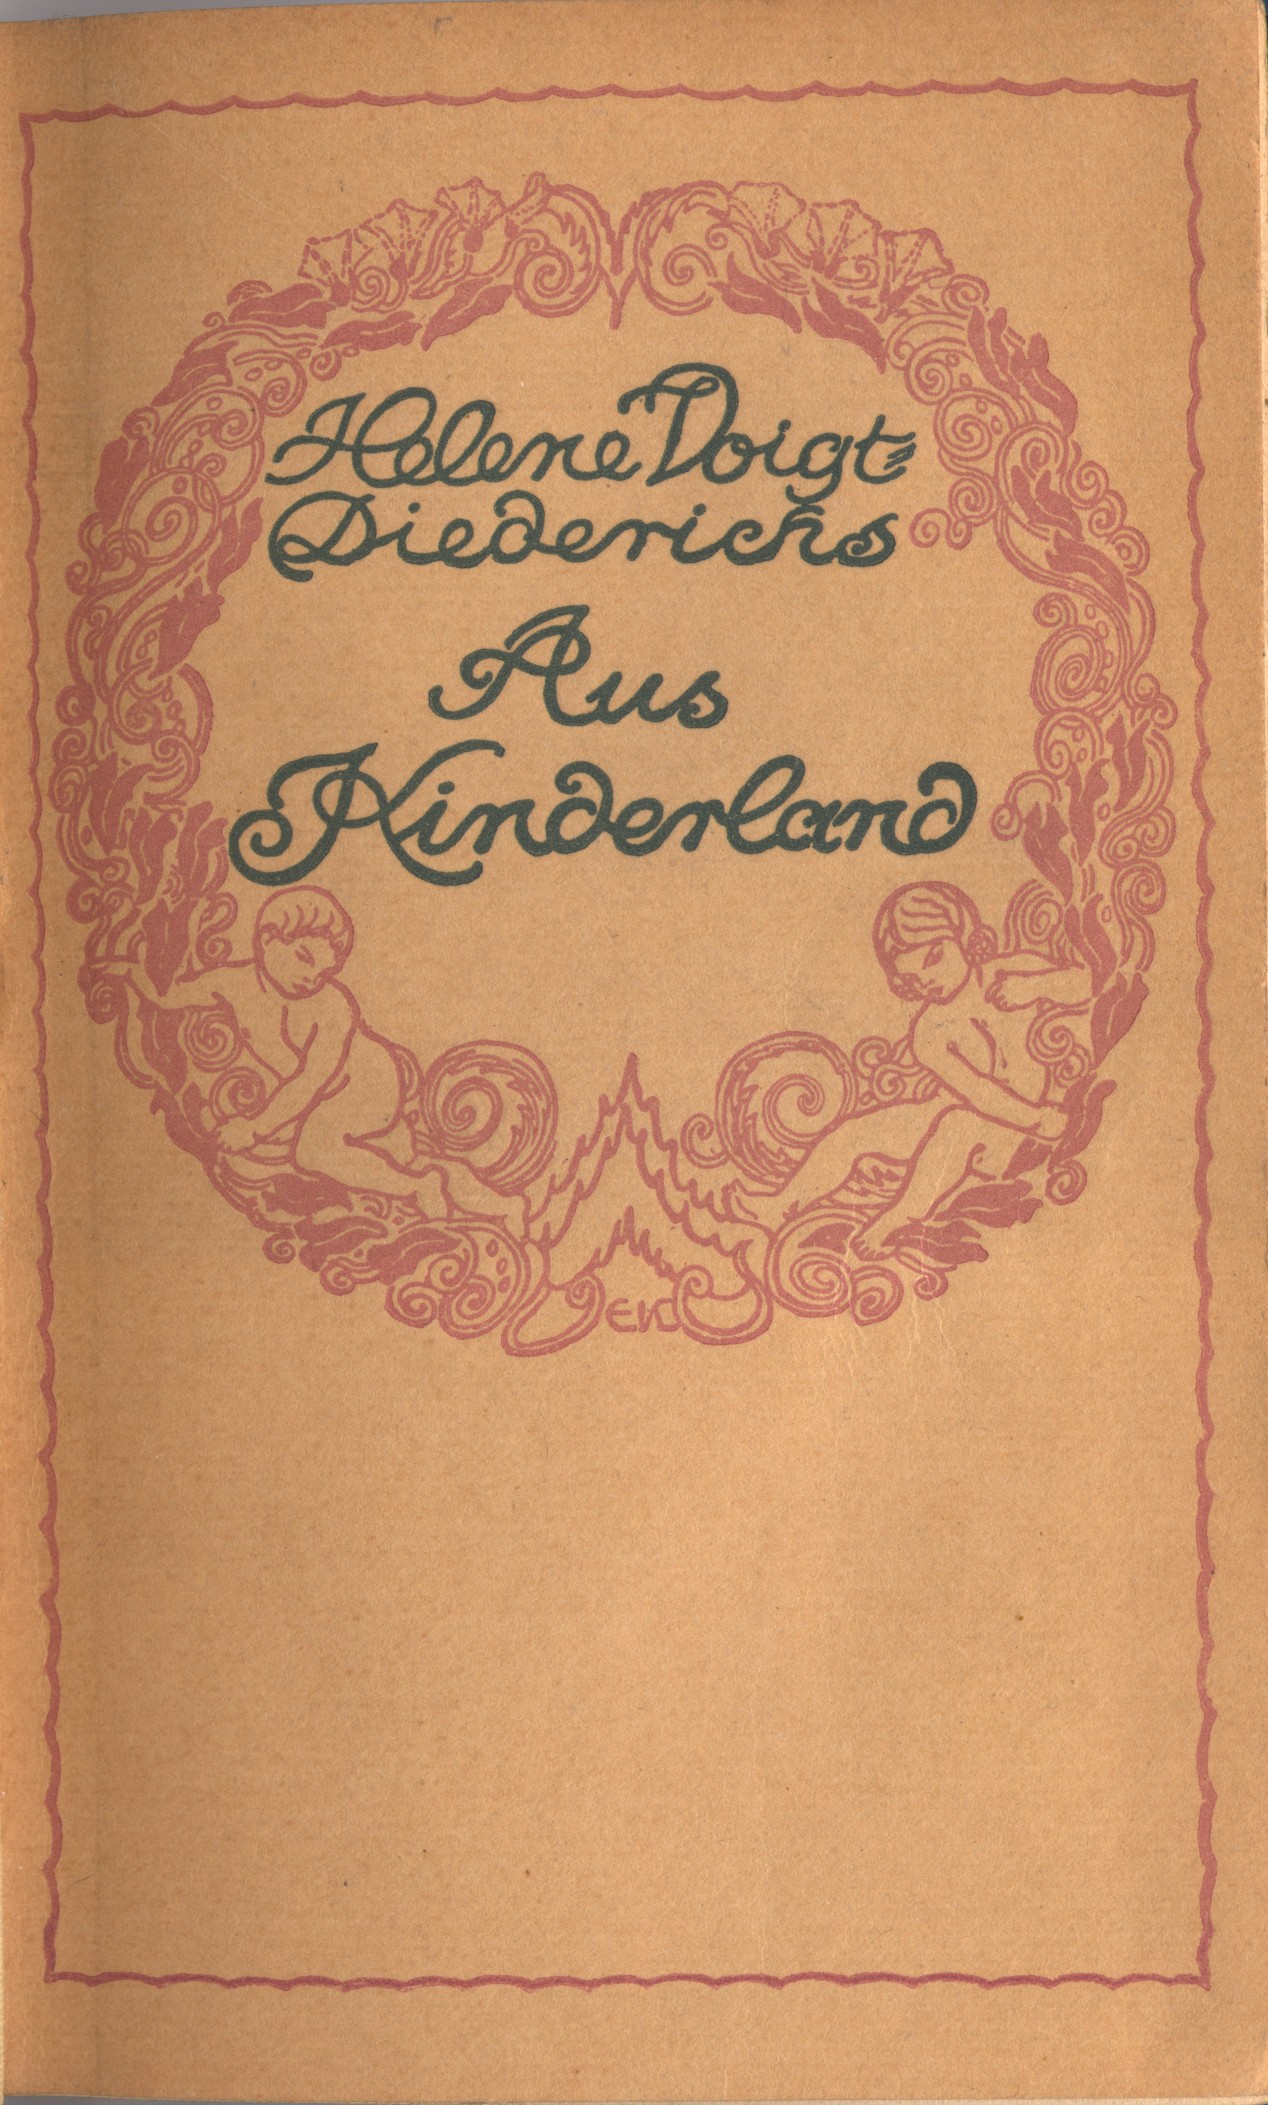 Helene Voigt=
Diederichs
Aus
Kinderland
EK